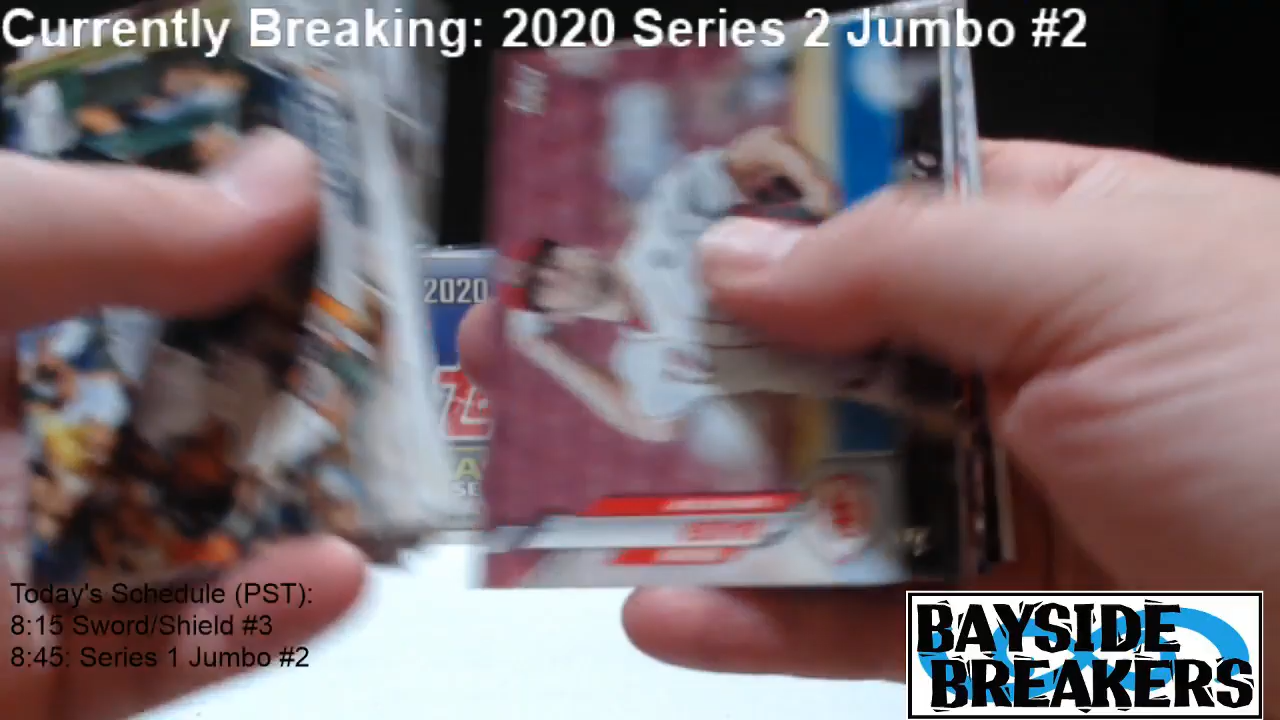 Currently Breaking: 2020 Series 2 Jumbo #2
2020
Today's Schedule (PST):
8:15 Sword/Shield #3
8:45: Series 1 Jumbo #2
BAYSIDE
BREAKERS